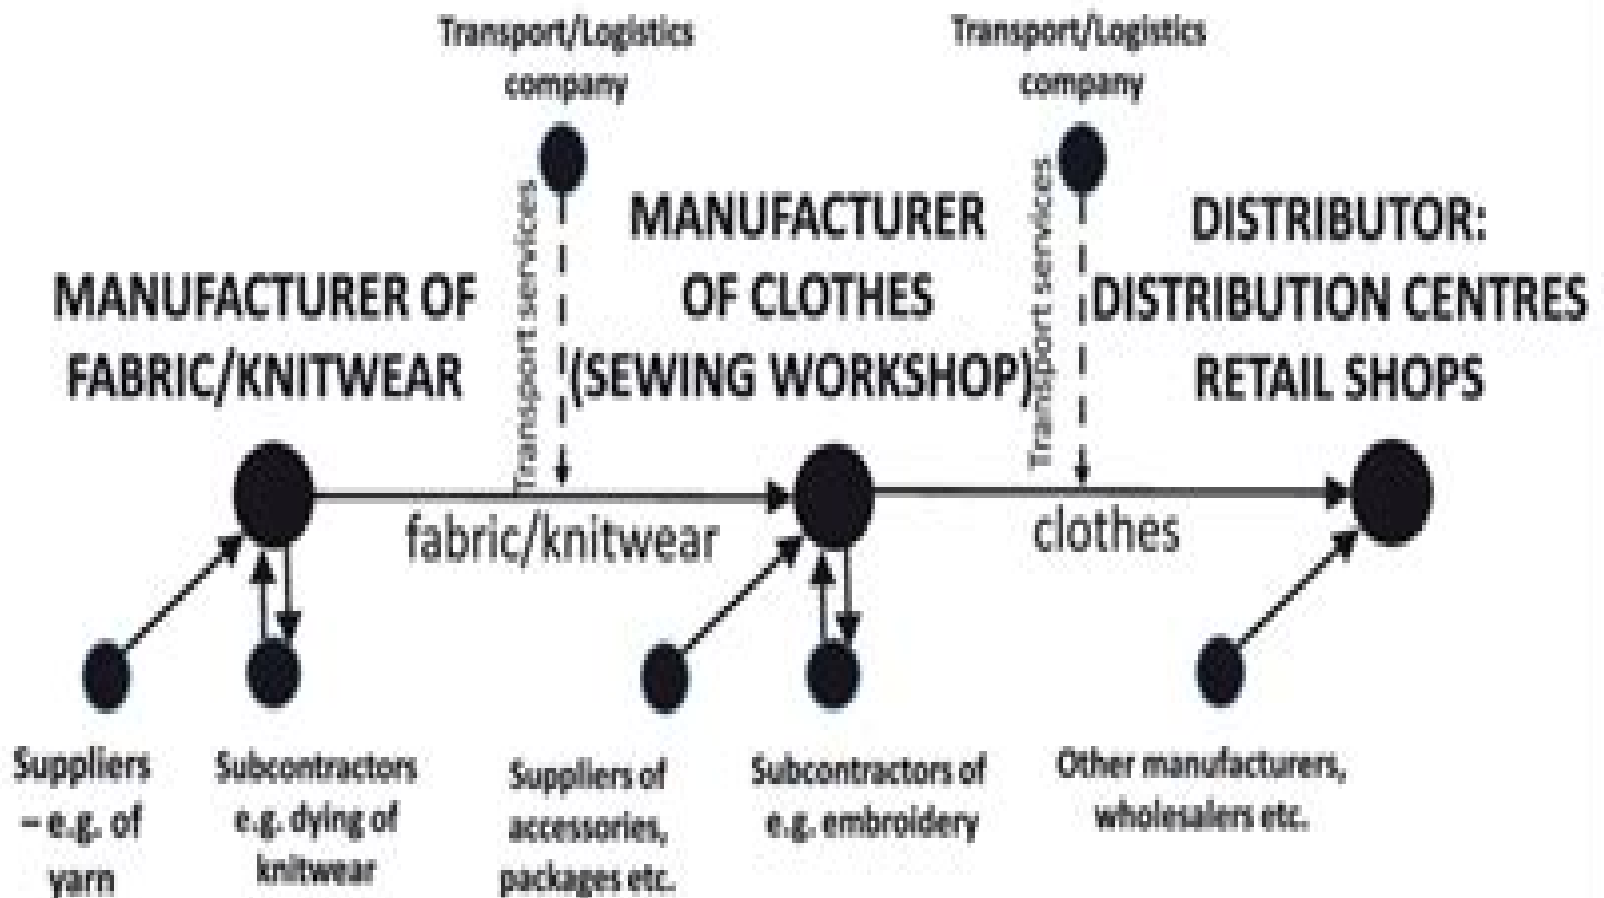 Transport/Logistics
company
Transport/Logistics
company
Transport services
Transport services
MANUFACTURER OF
FABRIC/KNITWEAR
MANUFACTURER
OF CLOTHES
(SEWING WORKSHOP)
DISTRIBUTOR:
DISTRIBUTION CENTRES
RETAIL SHOPS
fabric/knitwear
clothes
Suppliers
– e.g. of
yarn
Subcontractors
e.g. dying of
knitwear
Suppliers of
accessories,
packages etc.
Subcontractors of
e.g. embroidery
Other manufacturers,
wholesalers etc.